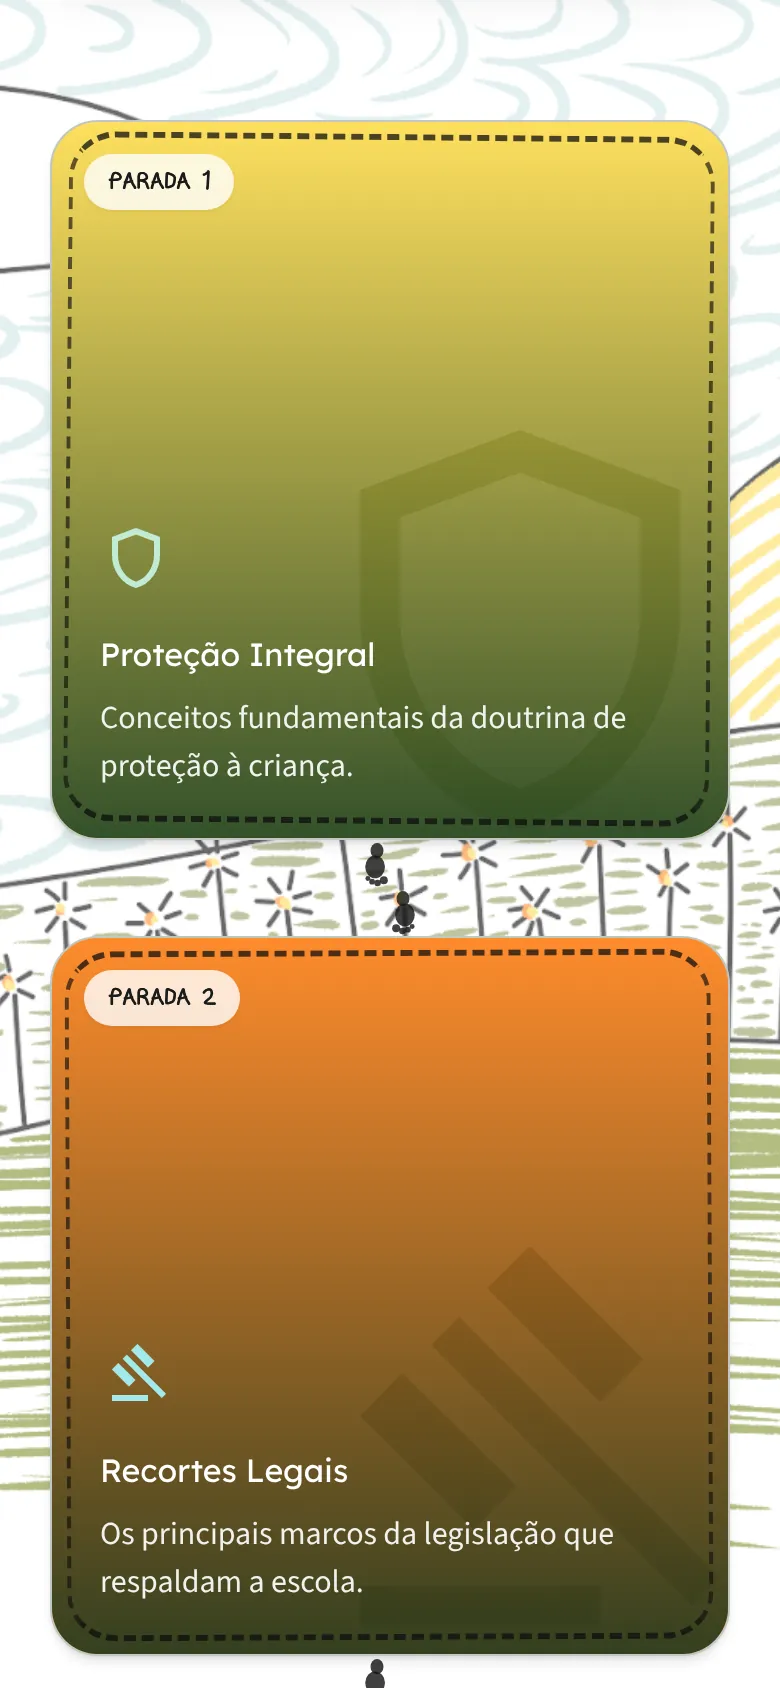 PARADA 1
Proteção Integral
Conceitos fundamentais da doutrina de
proteção à criança.
PARADA 2
Recortes Legais
Os principais marcos da legislação que
respaldam a escola.